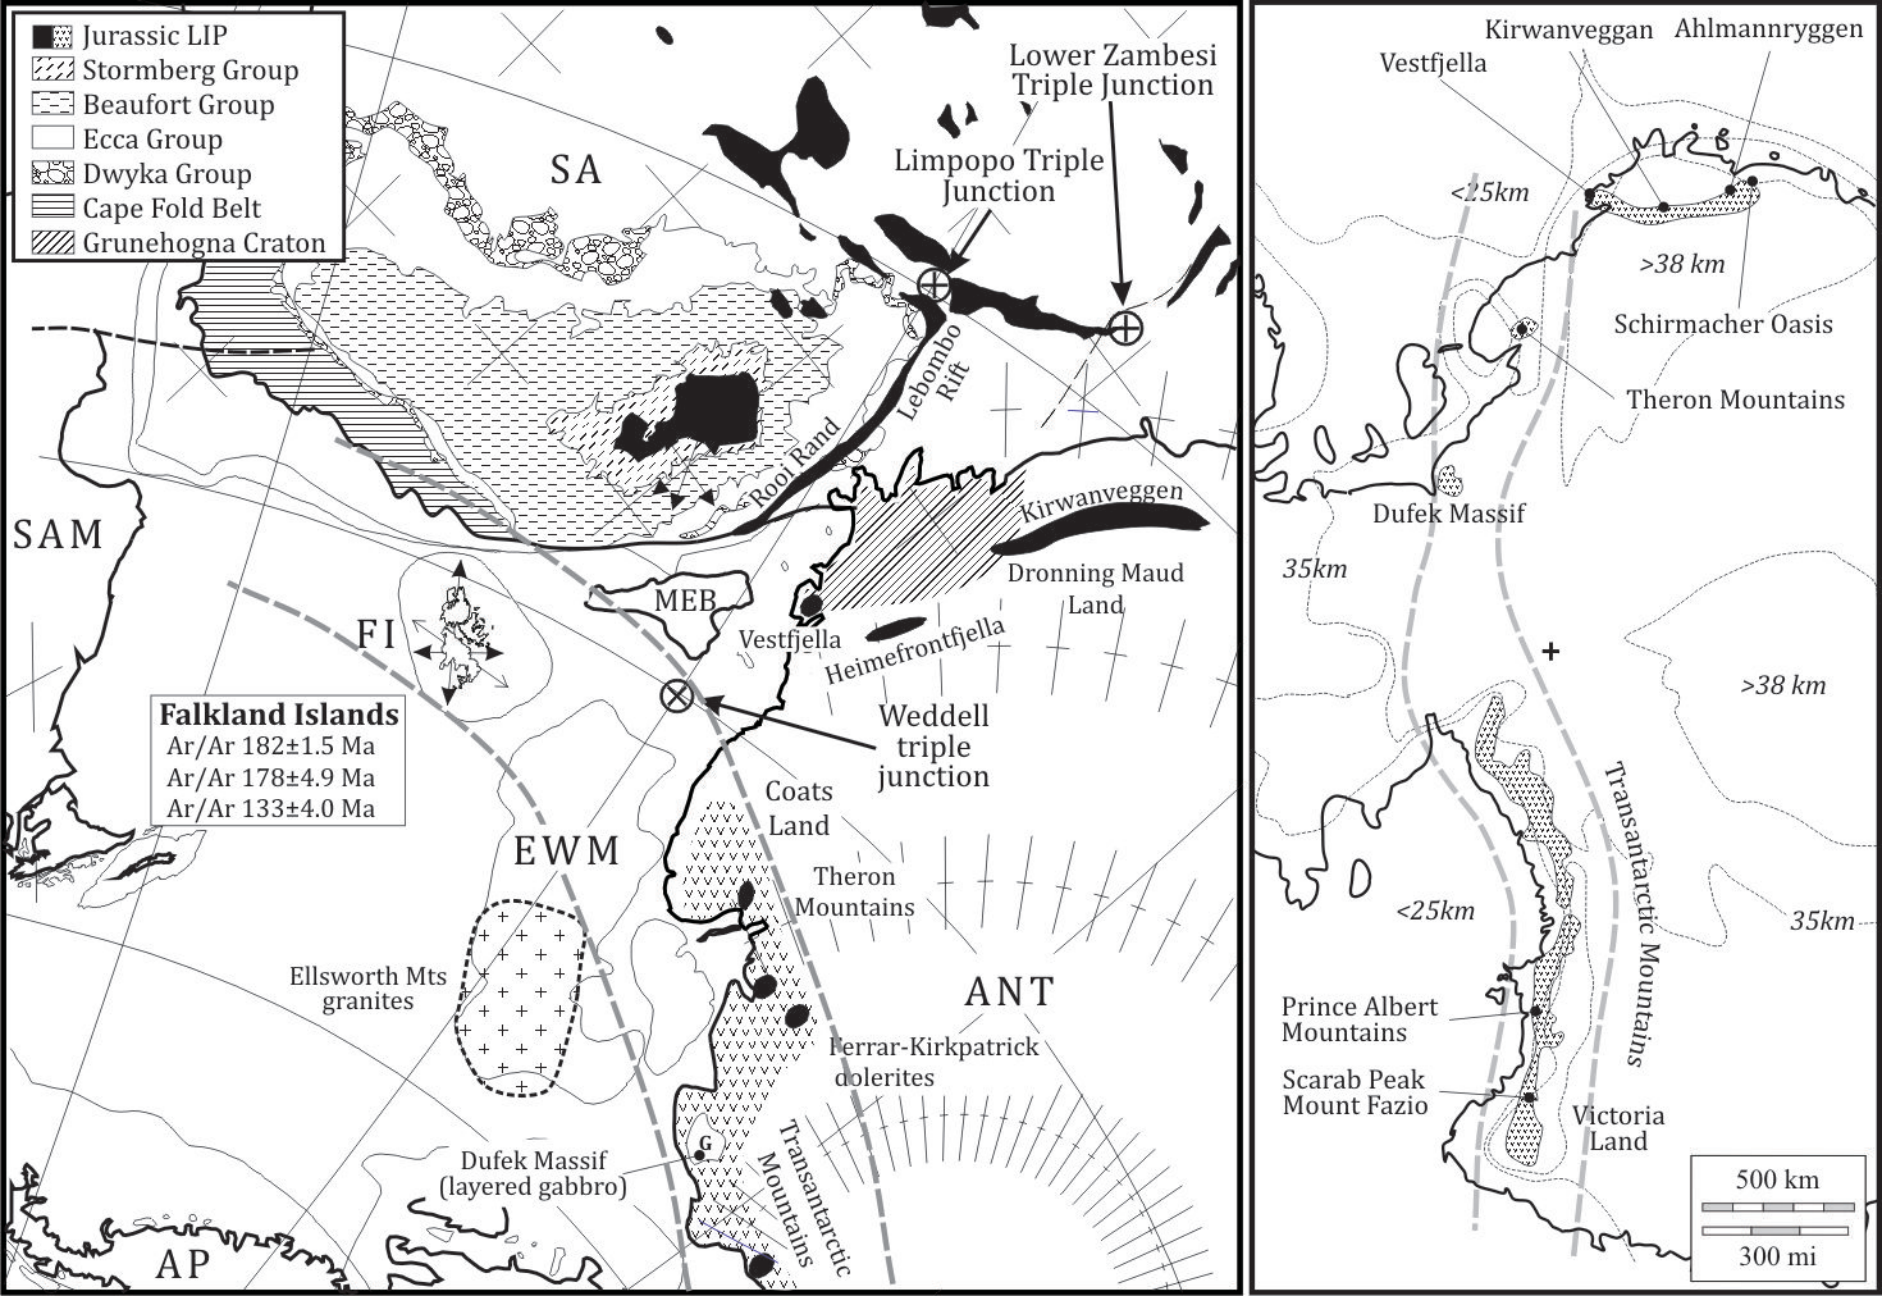 Jurassic LIP
Stormberg Group
Beaufort Group
Ecca Group
Dwyka Group
Cape Fold Belt
Grunehogna Craton
SA
Lower Zambesi
Triple Junction
Limpopo Triple
Junction
Lebombo
Rift
Rooi Rand
SAM
Kirwanveggen
Dronning Maud
Land
MEB
Vestfjella
Heimefrontfjella
FI
Falkland Islands
Ar/Ar 182±1.5 Ma
Ar/Ar 178±4.9 Ma
Ar/Ar 133±4.0 Ma
Weddell
triple
junction
Coats
Land
EWM
Theron
Mountains
Ellsworth Mts
granites
ANT
Ferrar-Kirkpatrick
dolerites
G
Dufek Massif
(layered gabbro)
Transantarctic
Mountains
AP
Kirwanveggan
Ahlmannryggen
Vestfjella
<25km
>38 km
Schirmacher Oasis
Theron Mountains
Dufek Massif
35km
>38 km
Transantarctic Mountains
<25km
35km
Prince Albert
Mountains
Scarab Peak
Mount Fazio
Victoria
Land
500 km
300 mi